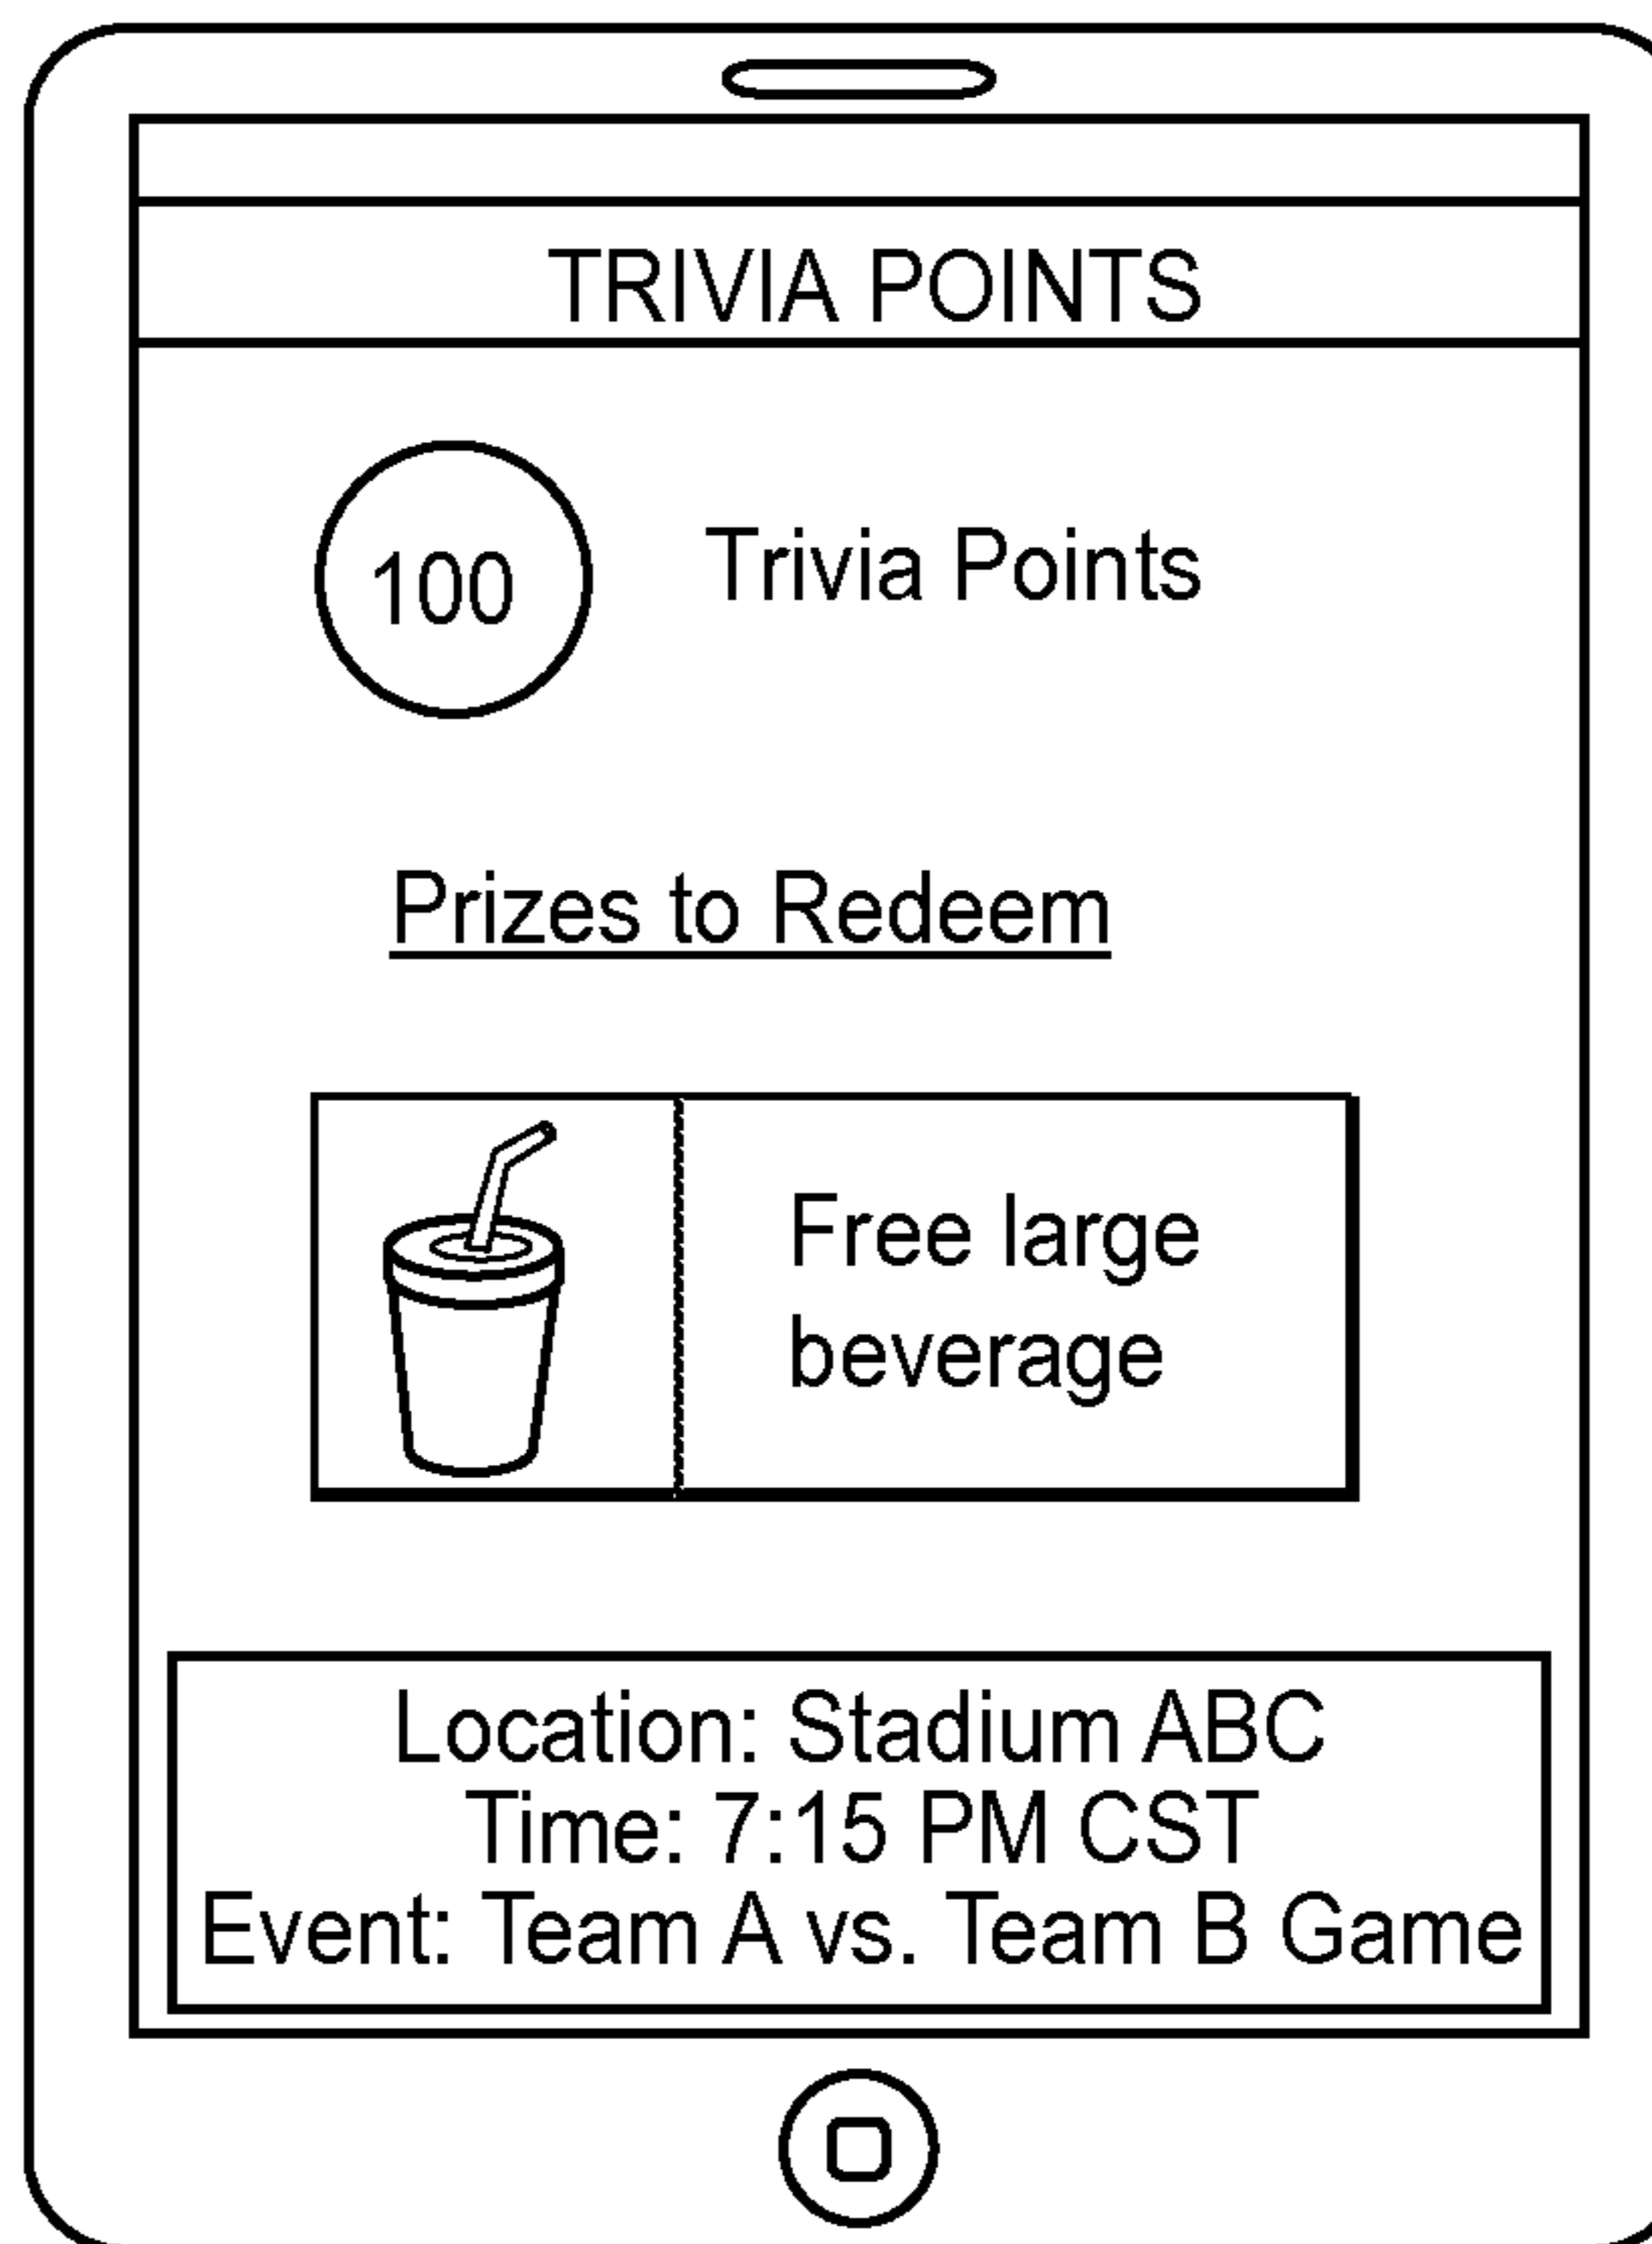 TRIVIA POINTS
100
Trivia Points
Prizes to Redeem
Free large
beverage
Location: Stadium ABC
Time: 7:15 PM CST
Event: Team A vs. Team B Game